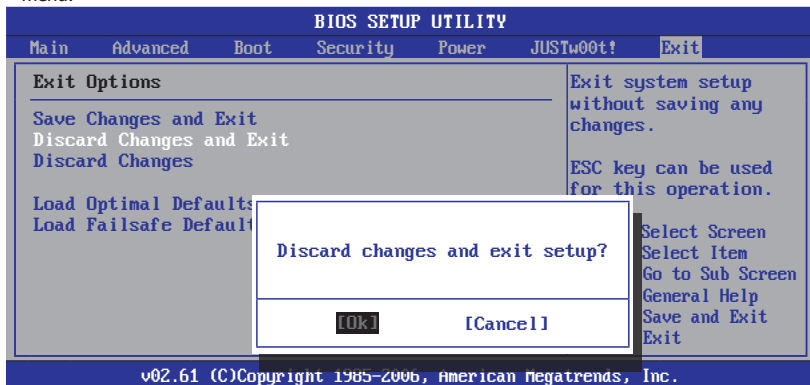 menu.
BIOS SETUP UTILITY
Main Advanced Boot Security Power JUSTw00t! Exit
Exit Options
Save Changes and Exit
Discard Changes and Exit
Discard Changes
Load Optimal Defaults
Load Failsafe Default
Exit system setup
without saving any
changes.
ESC key can be used
for this operation.
Select Screen
Select Item
Go to Sub Screen
General Help
Save and Exit
Exit
Discard changes and exit setup?
[Ok] [Cancel]
v02.61 (C)Copyright 1985-2006, American Megatrends, Inc.